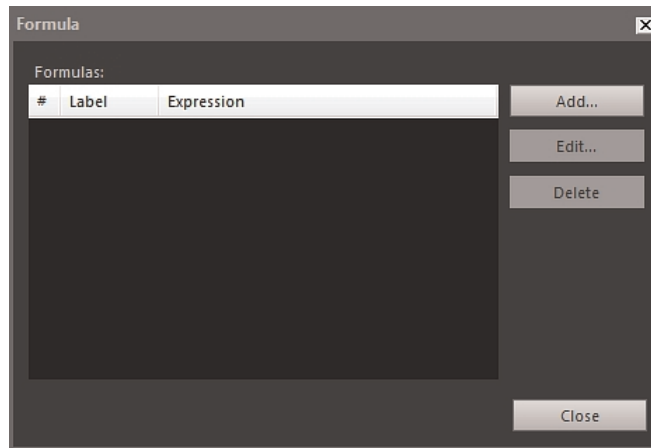 Formula
Formulas:
# Label Expression
Add...
Edit...
Delete
Close